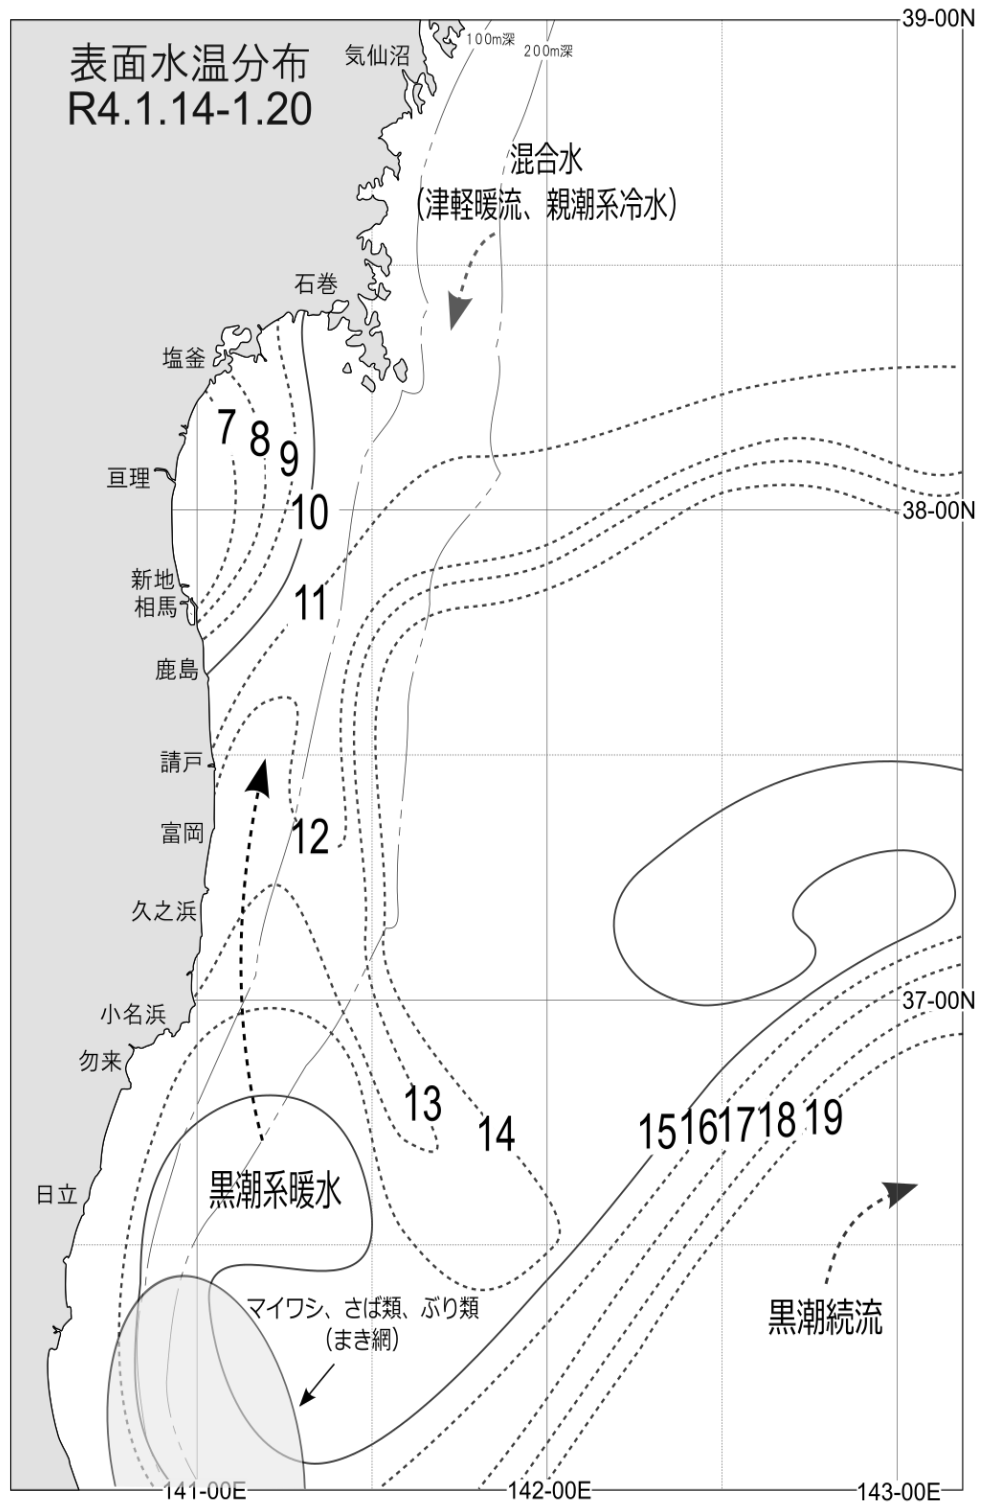 39-00N
表面水温分布
R4.1.14-1.20
気仙沼
100m深
200m深
混合水
（津軽暖流、親潮系冷水）
石巻
塩釜
7
8
9
亘理
10
38-00N
新地
相馬
11
鹿島
請戸
富岡
12
久之浜
37-00N
小名浜
勿来
13
14
15
16
17
18
19
黒潮系暖水
日立
マイワシ、さば類、ぶり類
（まき網）
黒潮続流
141-00E
142-00E
143-00E